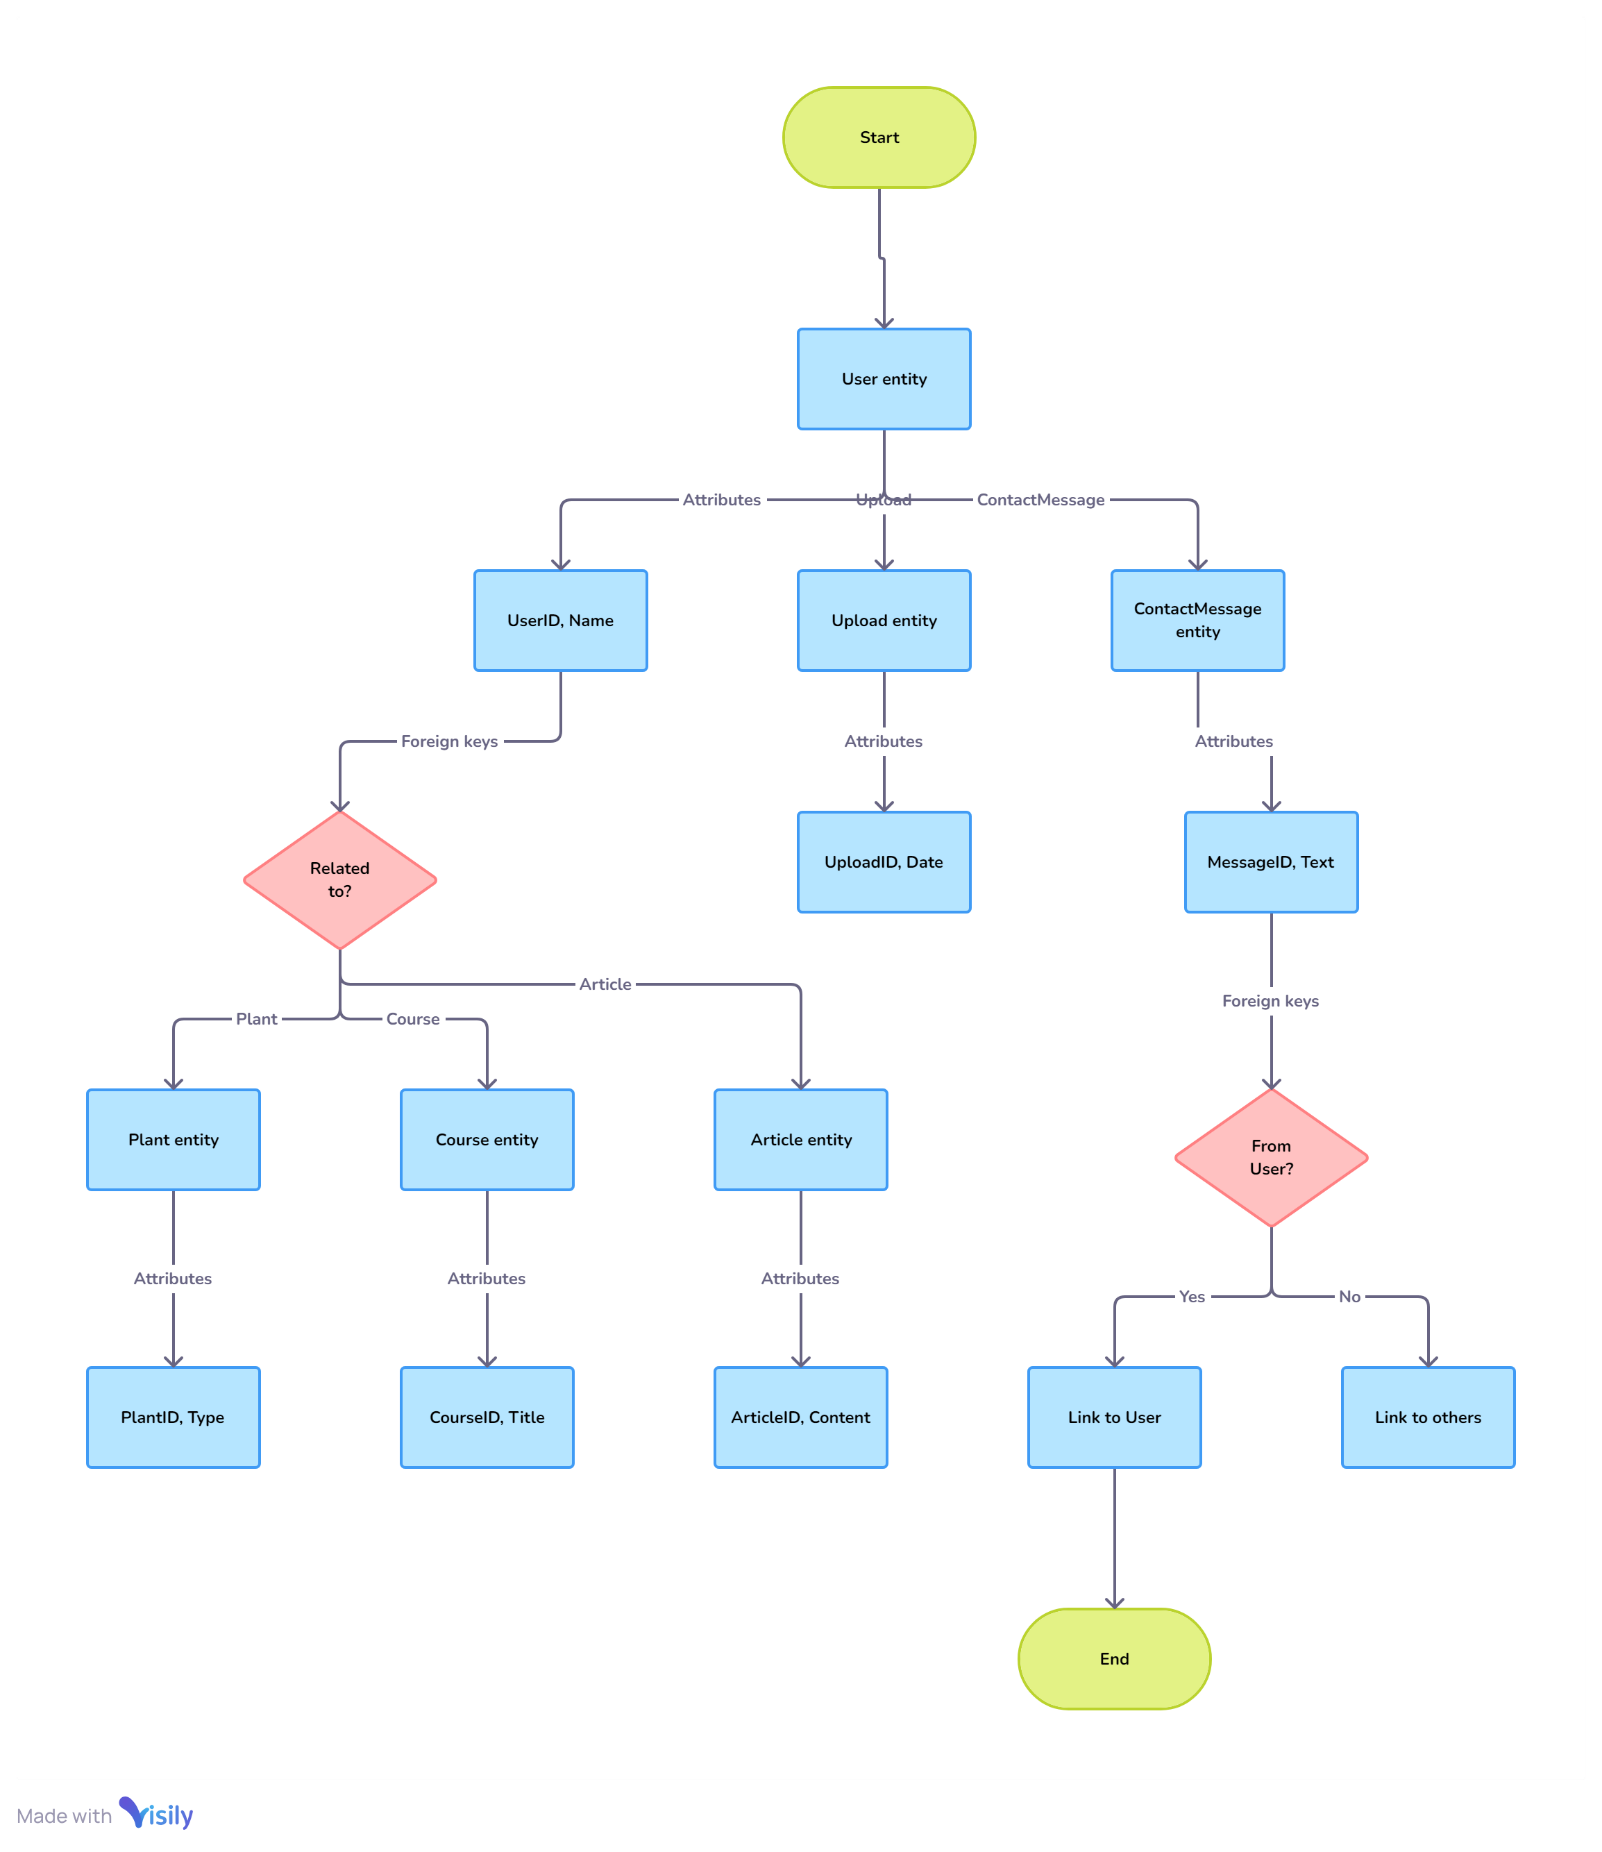 Start
User entity
Attributes
Upload
ContactMessage
UserID, Name
Upload entity
ContactMessage
entity
Foreign keys
Attributes
Attributes
Related
to?
UploadID, Date
MessageID, Text
Article
Foreign keys
Plant
Course
Plant entity
Course entity
Article entity
From
User?
Attributes
Attributes
Attributes
Yes
No
PlantID, Type
CourseID, Title
ArticleID, Content
Link to User
Link to others
End
Made with Visily